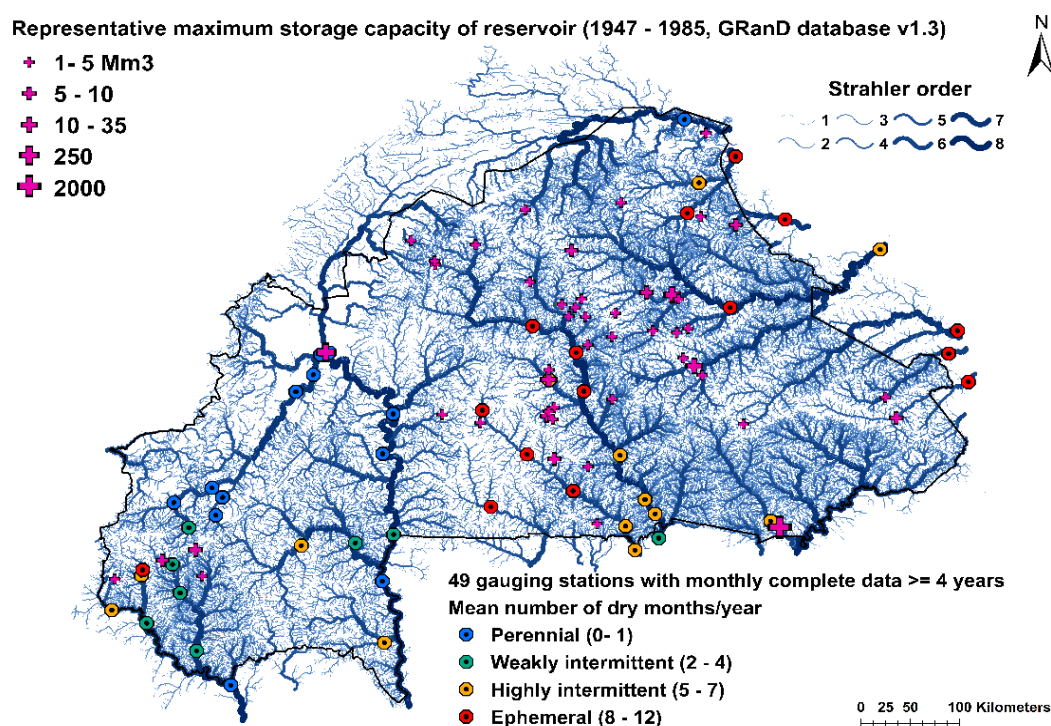 Representative maximum storage capacity of reservoir (1947 - 1985, GRanD database v1.3)
1- 5 Mm3
5 - 10
10 - 35
250
2000
N
Strahler order
1 3 5 7
2 4 6 8
49 gauging stations with monthly complete data >= 4 years
Mean number of dry months/year
Perennial (0- 1)
Weakly intermittent (2 - 4)
Highly intermittent (5 - 7)
Ephemeral (8 - 12)
0 25 50 100 Kilometers